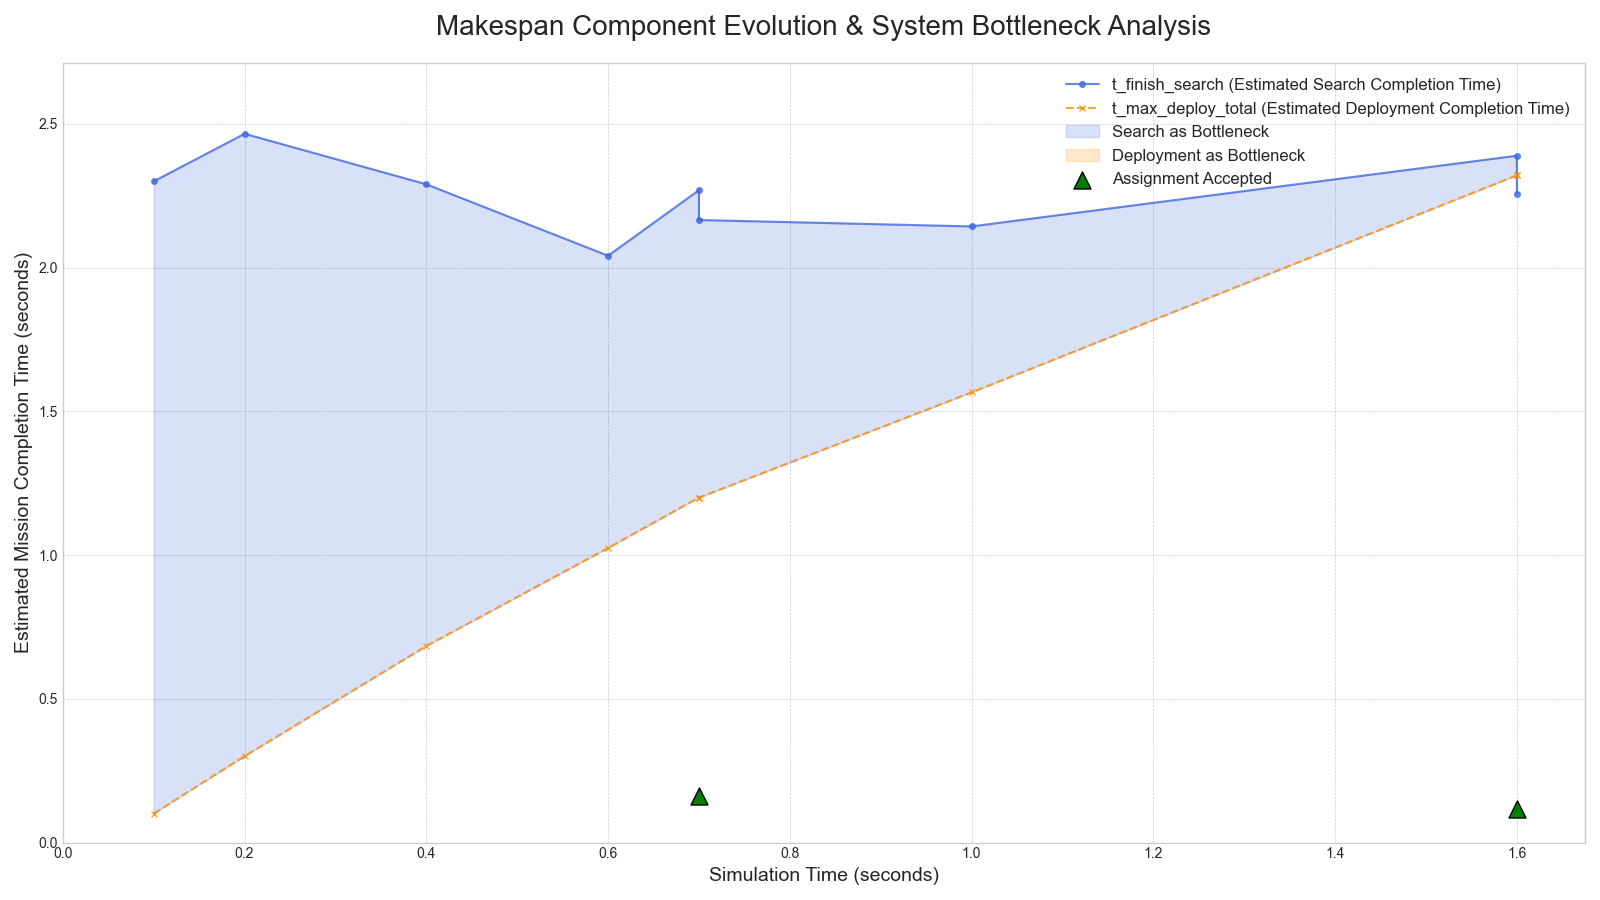 Makespan Component Evolution & System Bottleneck Analysis
t_finish_search (Estimated Search Completion Time)
t_max_deploy_total (Estimated Deployment Completion Time)
Search as Bottleneck
Deployment as Bottleneck
Assignment Accepted
Estimated Mission Completion Time (seconds)
2.5
2.0
1.5
1.0
0.5
0.0
0.0 0.2 0.4 0.6 0.8 1.0 1.2 1.4 1.6
Simulation Time (seconds)